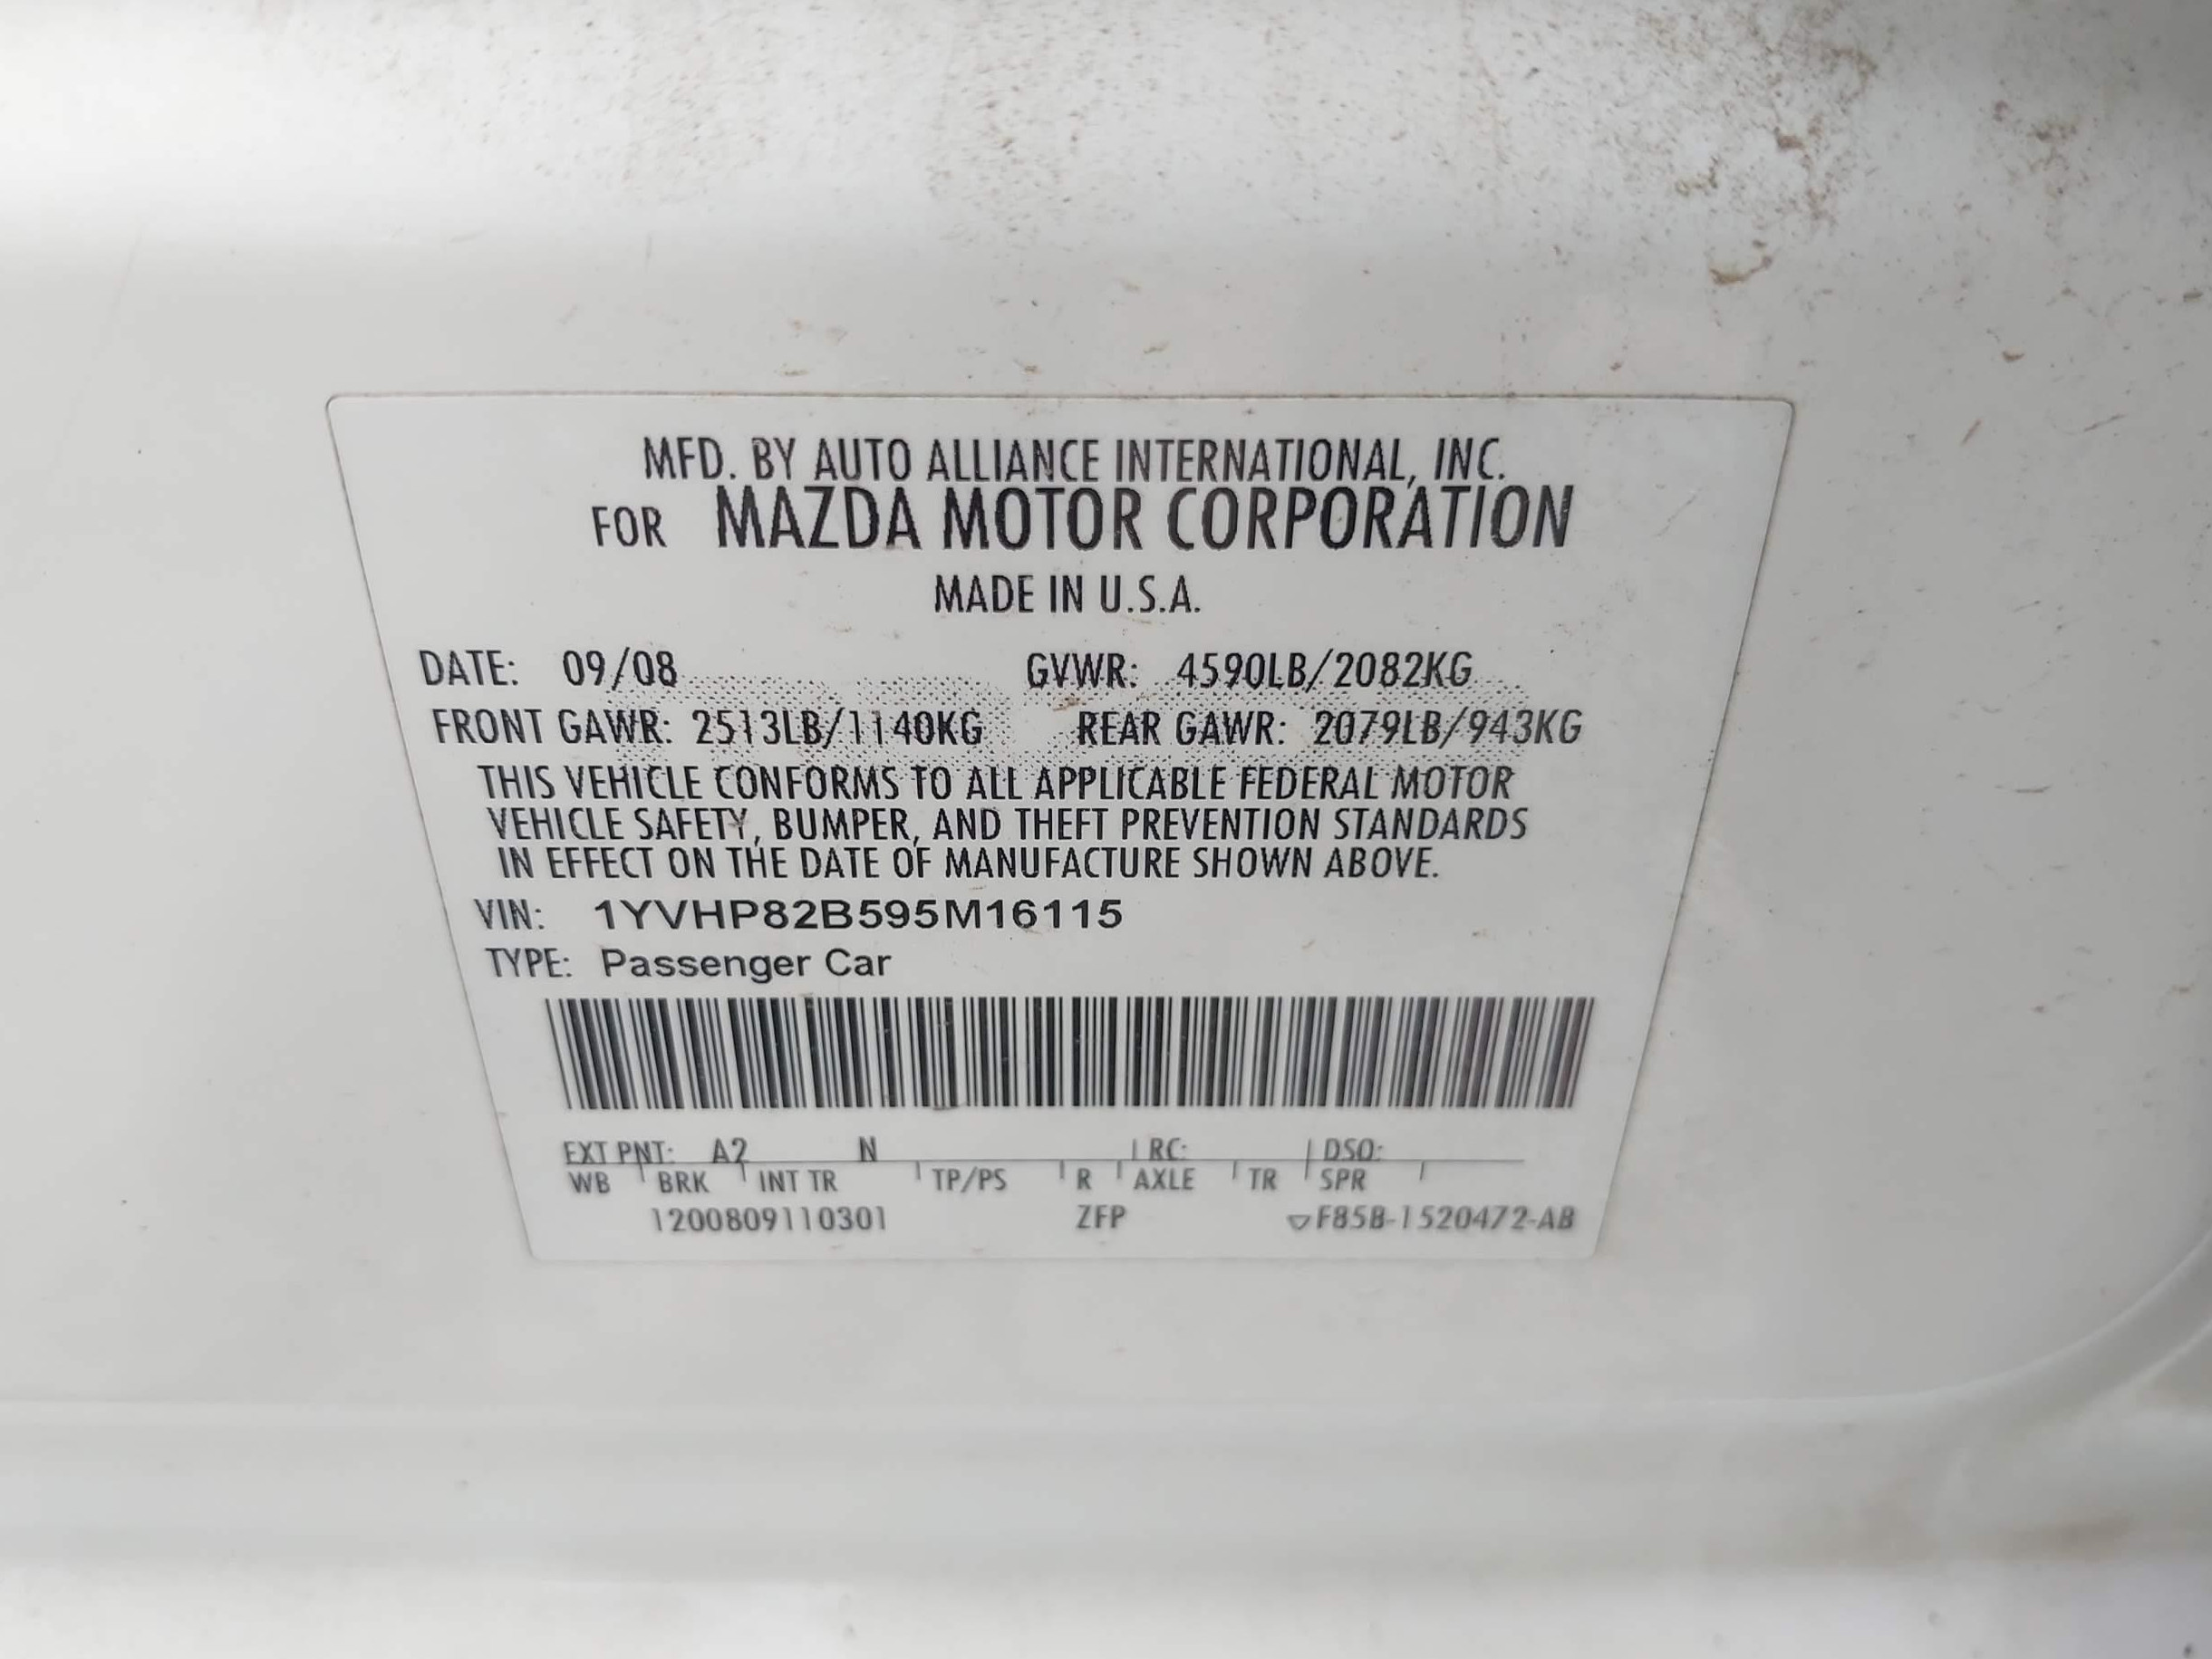 MFD. BY AUTO ALLIANCE INTERNATIONAL, INC.
FOR MAZDA MOTOR CORPORATION
MADE IN U.S.A.
DATE: 09/08 GVWR: 4590LB/2082KG
FRONT GAWR: 2513LB/1140KG REAR GAWR: 2079LB/943KG
THIS VEHICLE CONFORMS TO ALL APPLICABLE FEDERAL MOTOR
VEHICLE SAFETY, BUMPER, AND THEFT PREVENTION STANDARDS
IN EFFECT ON THE DATE OF MANUFACTURE SHOWN ABOVE.
VIN: 1YVHP82B595M16115
TYPE: Passenger Car
EXT PNT: A2 N RC: DSO:
WB BRK INT TR TP/PS R AXLE TR SPR
1200809110301 ZFP ▽F85B-1520472-AB